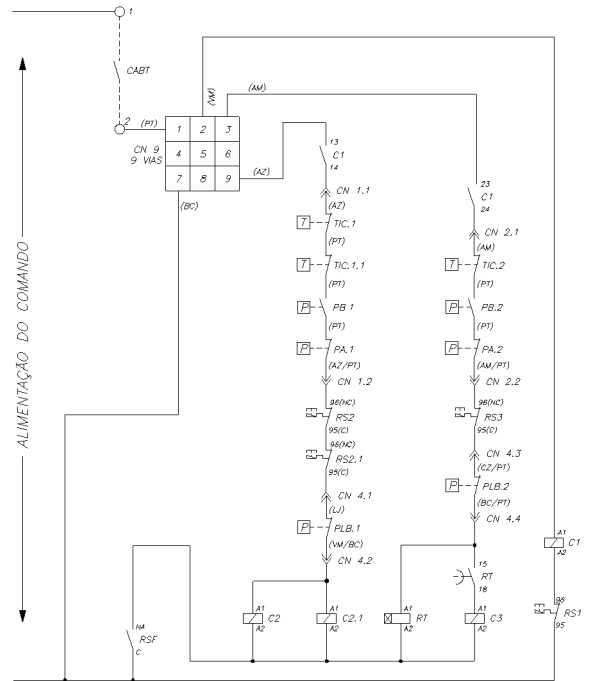 1
CABT
(VM)
(AM)
2 (PT)
1 2 3
CN 9
9 VIAS
4 5 6
7 8 9
(AZ)
(BC)
ALIMENTAÇÃO DO COMANDO
13
C1
14
CN 1.1
(AZ)
T TIC.1
(PT)
T TIC.1.1
(PT)
P PB.1
(PT)
P PA.1
(AZ/PT)
CN 1.2
96(NC)
RS2
95(C)
96(NC)
RS2.1
95(C)
CN 4.1
(LJ)
P PLB.1
(VM/BC)
CN 4.2
23
C1
24
CN 2.1
(AM)
T TIC.2
(PT)
P PB.2
(PT)
P PA.2
(AM/PT)
CN 2.2
96(NC)
RS3
95(C)
CN 4.3
(CZ/PT)
P PLB.2
(BC/PT)
CN 4.4
15
RT
18
A1
C1
A2
98
RS1
95
NA
RSF
C
A1
C2
A2
A1
C2.1
A2
A1
RT
A2
A1
C3
A2